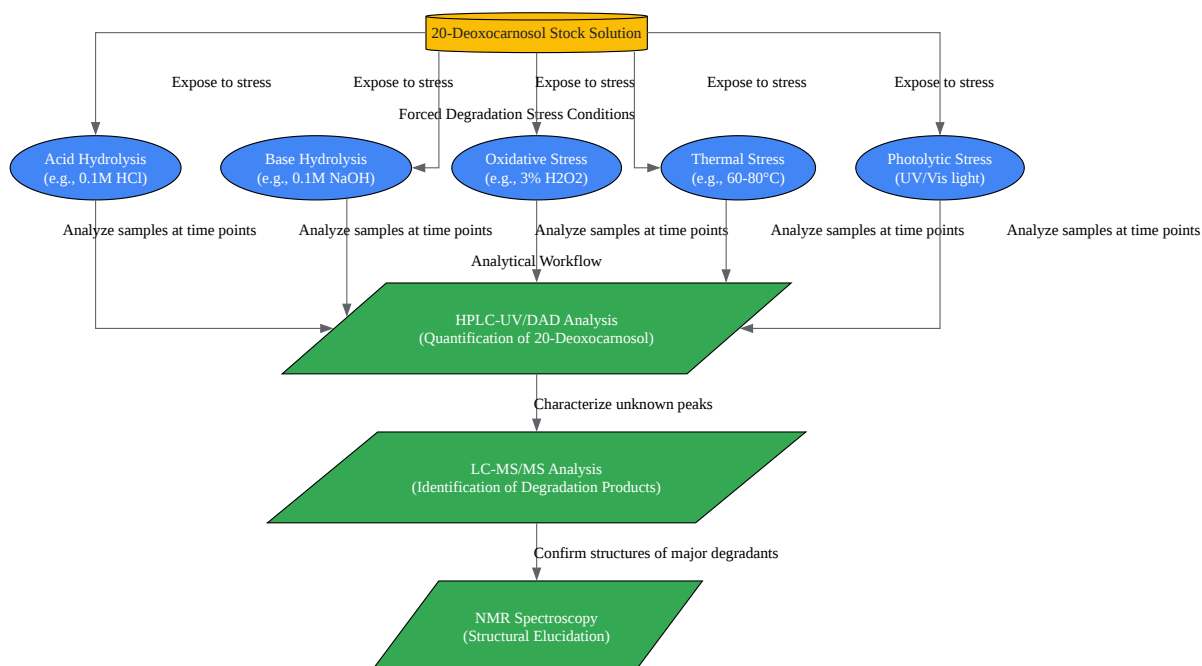 20-Deoxocarnosol Stock Solution
Expose to stress
Expose to stress
Expose to stress
Expose to stress
Expose to stress
Forced Degradation Stress Conditions
Acid Hydrolysis
(e.g., 0.1M HCl)
Base Hydrolysis
(e.g., 0.1M NaOH)
Oxidative Stress
(e.g., 3% H2O2)
Thermal Stress
(e.g., 60-80°C)
Photolytic Stress
(UV/Vis light)
Analyze samples at time points
Analyze samples at time points
Analyze samples at time points
Analyze samples at time points
Analyze samples at time points
Analytical Workflow
HPLC-UV/DAD Analysis
(Quantification of 20-Deoxocarnosol)
Characterize unknown peaks
LC-MS/MS Analysis
(Identification of Degradation Products)
Confirm structures of major degradants
NMR Spectroscopy
(Structural Elucidation)